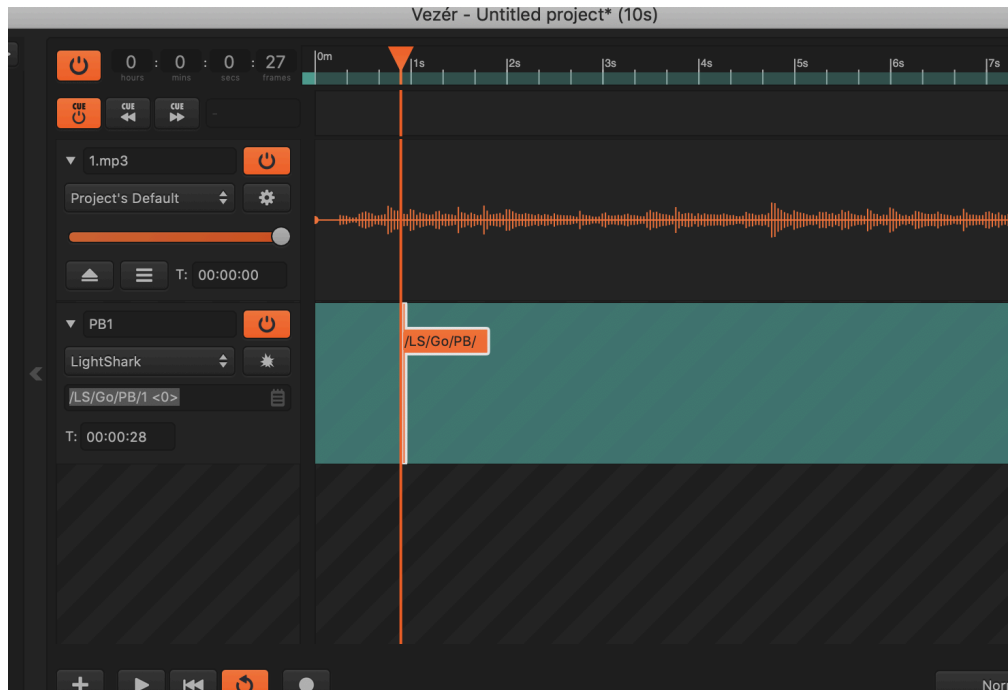 Vezér - Untitled project* (10s)
0 : 0 : 0 : 27
hours mins secs frames
0m 1s 2s 3s 4s 5s 6s 7s
CUE CUE CUE -
1.mp3
Project's Default
T: 00:00:00
PB1
LightShark
/LS/Go/PB/
/LS/Go/PB/1 <0>
T: 00:00:28